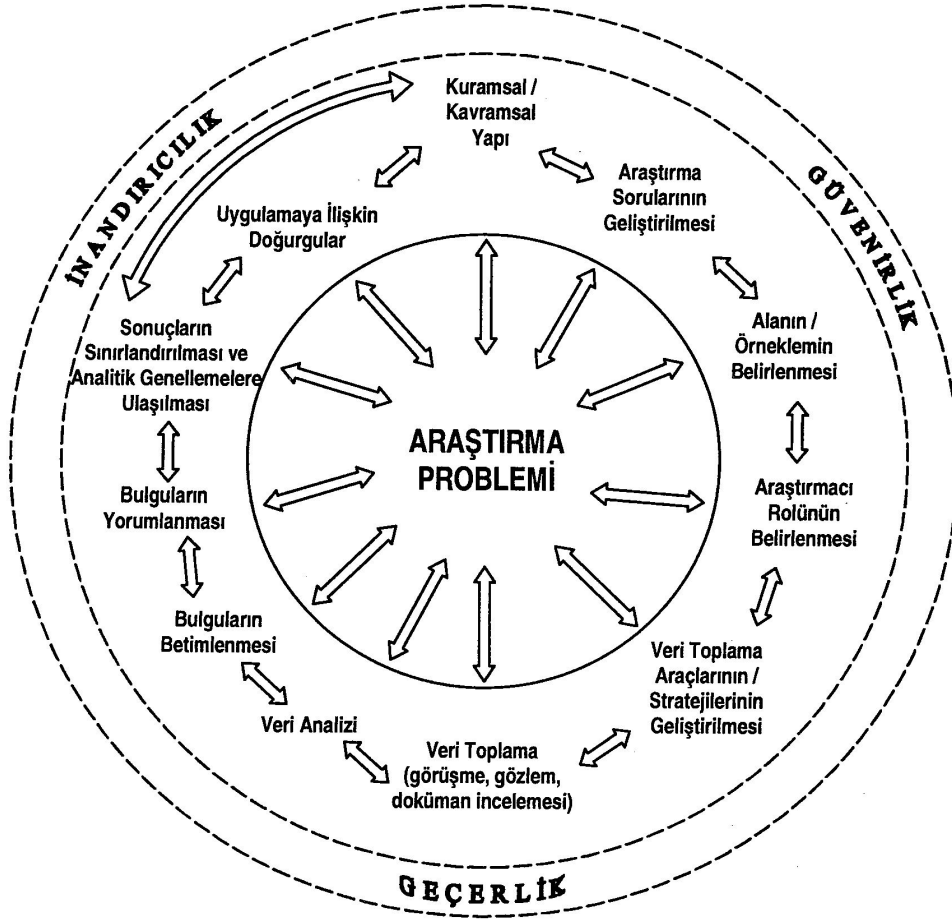 İNANDIRICILIK
GÜVENİRLİK
GEÇERLİK
Kuramsal /
Kavramsal
Yapı
Araştırma
Sorularının
Geliştirilmesi
Alanın /
Örneklemin
Belirlenmesi
Araştırmacı
Rolünün
Belirlenmesi
Veri Toplama
Araçlarının /
Stratejilerinin
Geliştirilmesi
Veri Toplama
(görüşme, gözlem,
doküman incelemesi)
Veri Analizi
Bulguların
Betimlenmesi
Bulguların
Yorumlanması
Sonuçların
Sınırlandırılması ve
Analitik Genellemelere
Ulaşılması
Uygulamaya İlişkin
Doğurgular
ARAŞTIRMA
PROBLEMİ